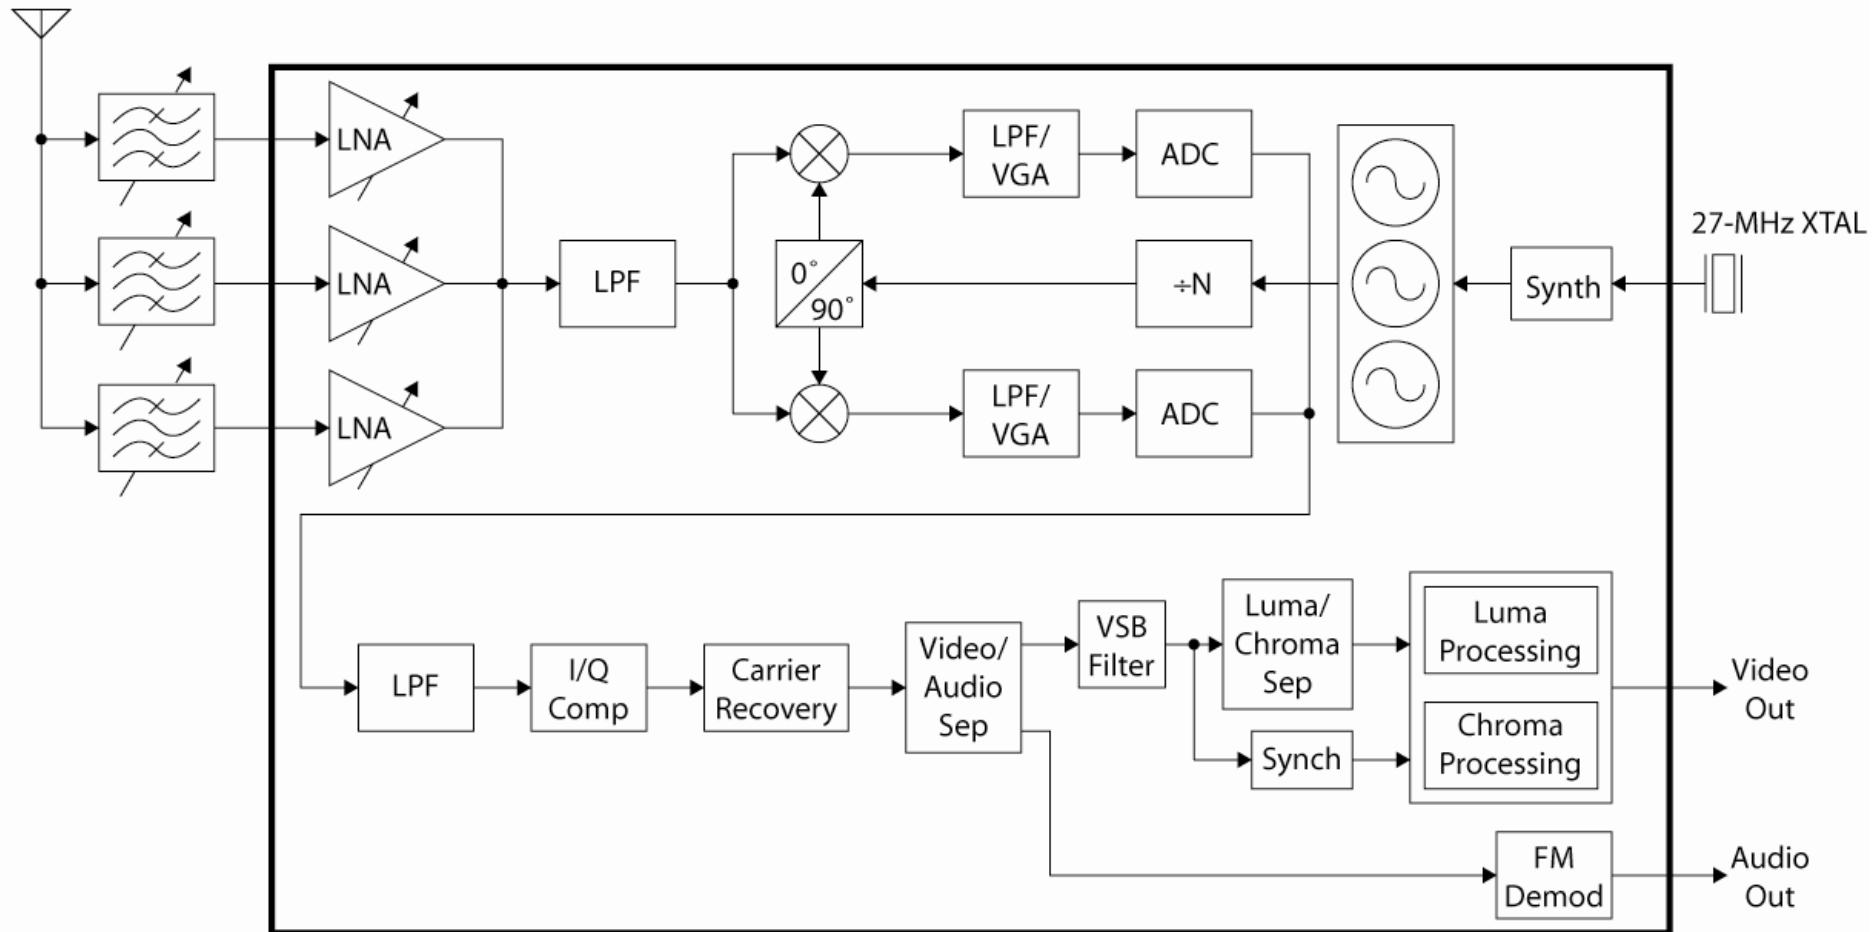 LNA
LNA
LNA
LPF
0°
90°
LPF/
VGA
ADC
÷N
LPF/
VGA
ADC
Synth
27-MHz XTAL
LPF
I/Q
Comp
Carrier
Recovery
Video/
Audio
Sep
VSB
Filter
Luma/
Chroma
Sep
Synch
Luma
Processing
Chroma
Processing
Video
Out
FM
Demod
Audio
Out